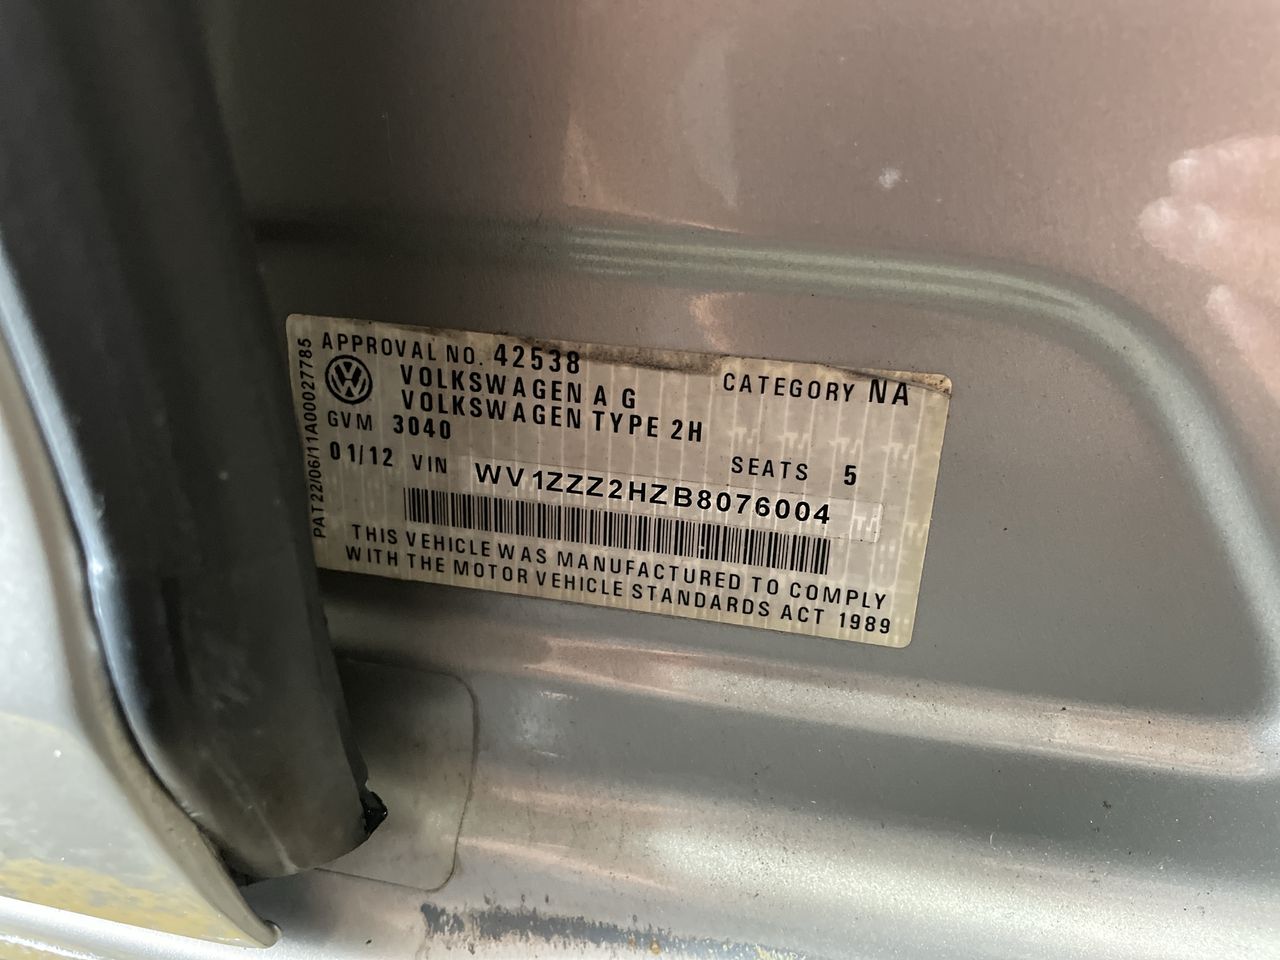 APPROVAL NO. 42538
CATEGORY NA
VOLKSWAGEN A G
VOLKSWAGEN TYPE 2H
GVM 3040
SEATS 5
01/12 VIN WV1ZZZ2HZB8076004
THIS VEHICLE WAS MANUFACTURED TO COMPLY
WITH THE MOTOR VEHICLE STANDARDS ACT 1989
PAT22/06/11A00027785